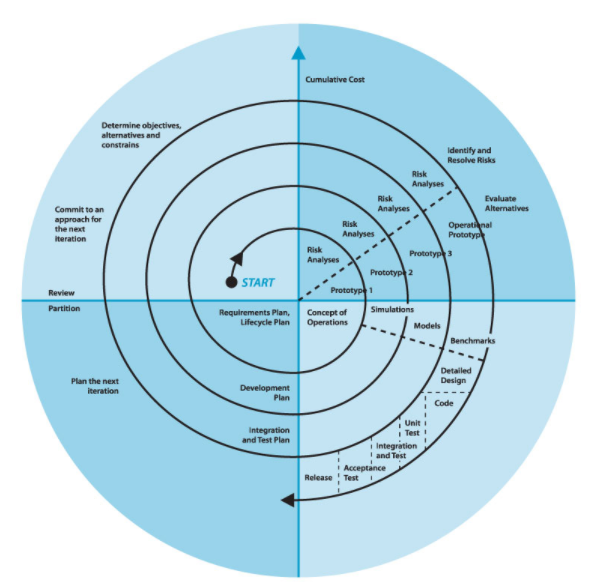 Cumulative Cost
Determine objectives,
alternatives and
constrains
Identify and
Resolve Risks
Risk
Analyses
Evaluate
Alternatives
Risk
Analyses
Commit to an
approach for
the next
iteration
Risk
Analyses
Operational
Prototype
Risk
Analyses
Prototype 3
Prototype 2
START
Prototype 1
Review
Partition
Requirements Plan,
Lifecycle Plan
Concept of
Operations
Simulations
Models
Benchmarks
Detailed
Design
Plan the next
iteration
Development
Plan
Code
Unit
Test
Integration
and Test Plan
Integration
and Test
Acceptance
Test
Release